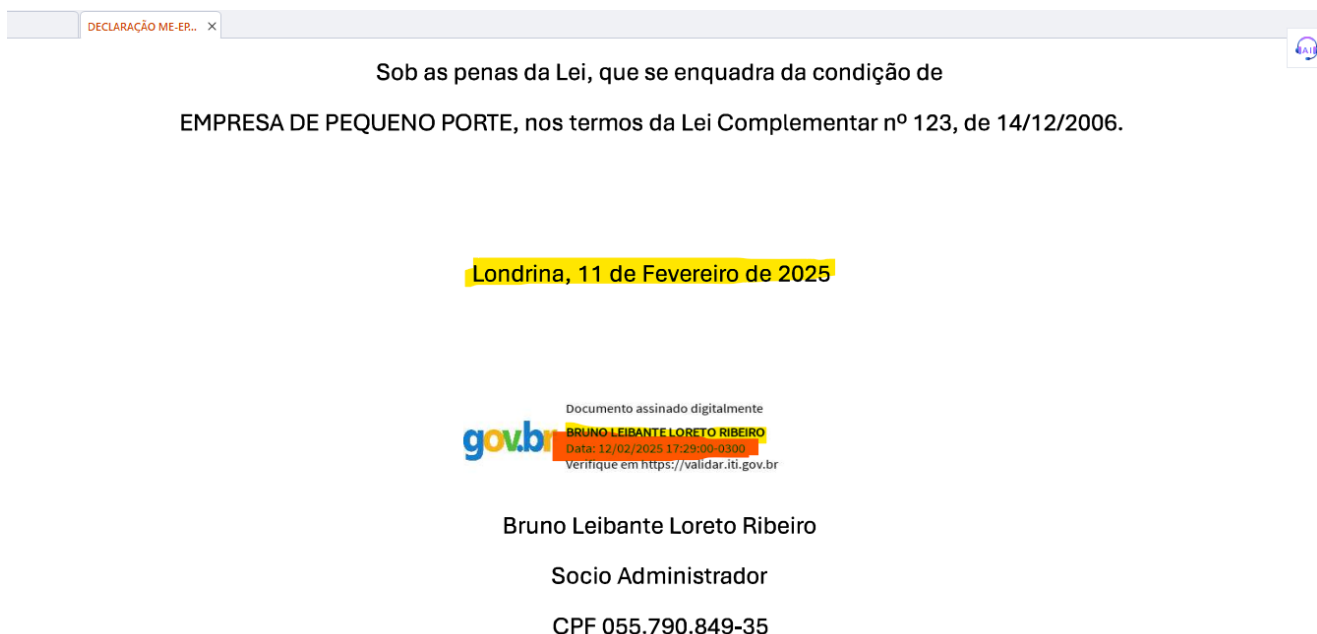 DECLARAÇÃO ME-EP... ×
Sob as penas da Lei, que se enquadra da condição de
EMPRESA DE PEQUENO PORTE, nos termos da Lei Complementar nº 123, de 14/12/2006.
Londrina, 11 de Fevereiro de 2025
Documento assinado digitalmente
gov.br
BRUNO LEIBANTE LORETO RIBEIRO
Data: 12/02/2025 17:29:00-0300
Verifique em https://validar.iti.gov.br
Bruno Leibante Loreto Ribeiro
Socio Administrador
CPF 055.790.849-35